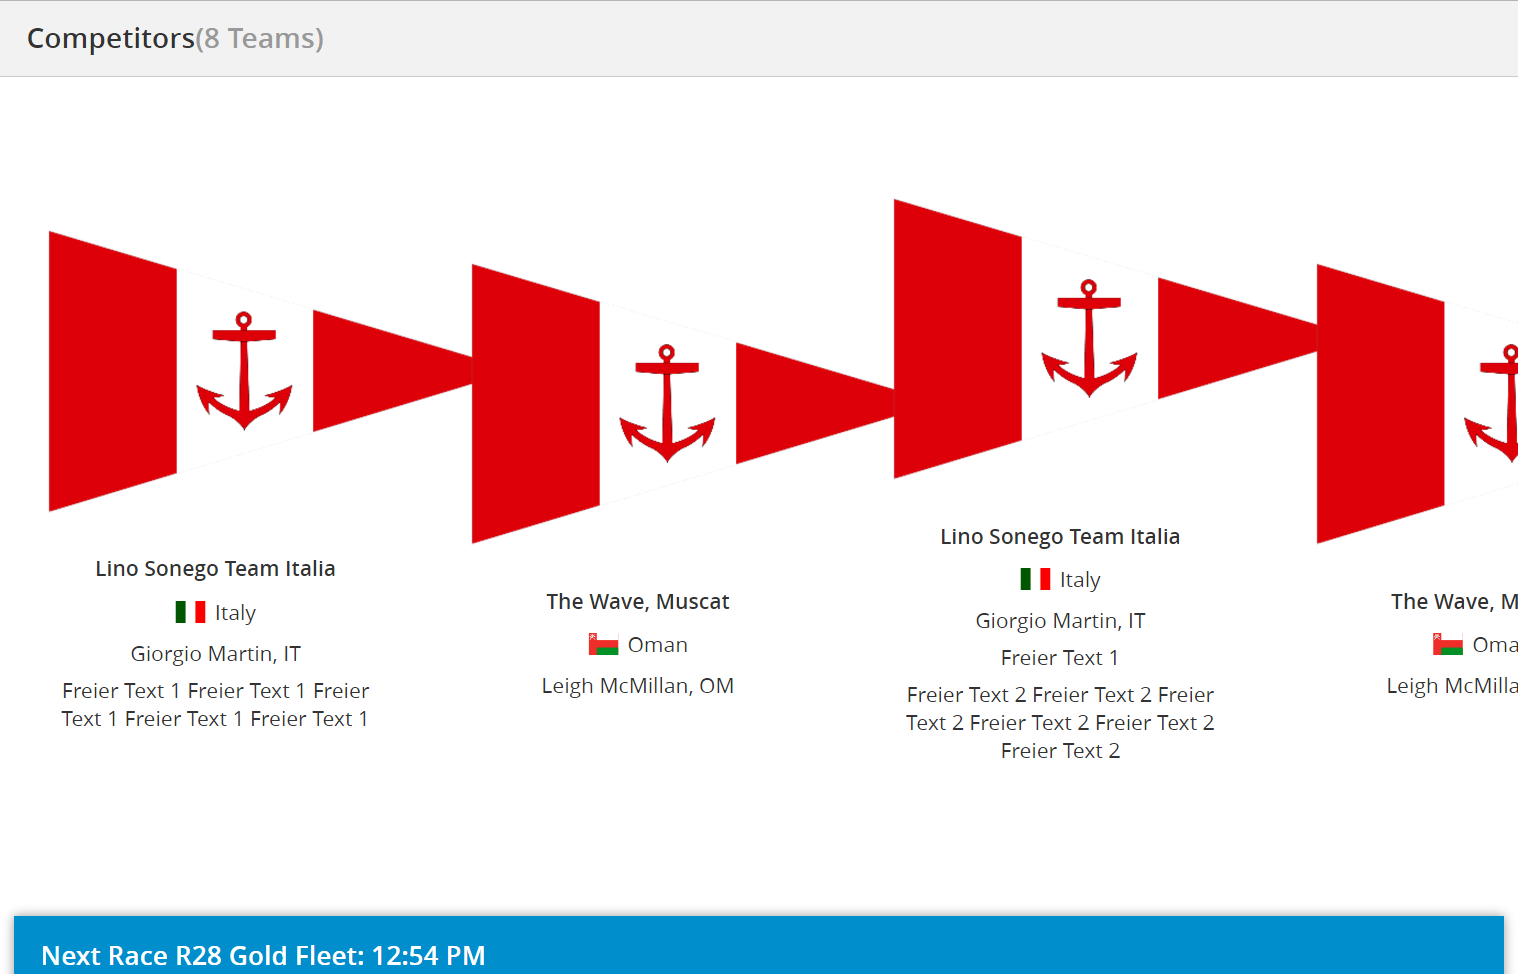 Competitors(8 Teams)
Lino Sonego Team Italia
Italy
Giorgio Martin, IT
Freier Text 1 Freier Text 1 Freier
Text 1 Freier Text 1 Freier Text 1
The Wave, Muscat
Oman
Leigh McMillan, OM
Lino Sonego Team Italia
Italy
Giorgio Martin, IT
Freier Text 1
Freier Text 2 Freier Text 2 Freier
Text 2 Freier Text 2 Freier Text 2
Freier Text 2
The Wave, M
Oma
Leigh McMilla
Next Race R28 Gold Fleet: 12:54 PM